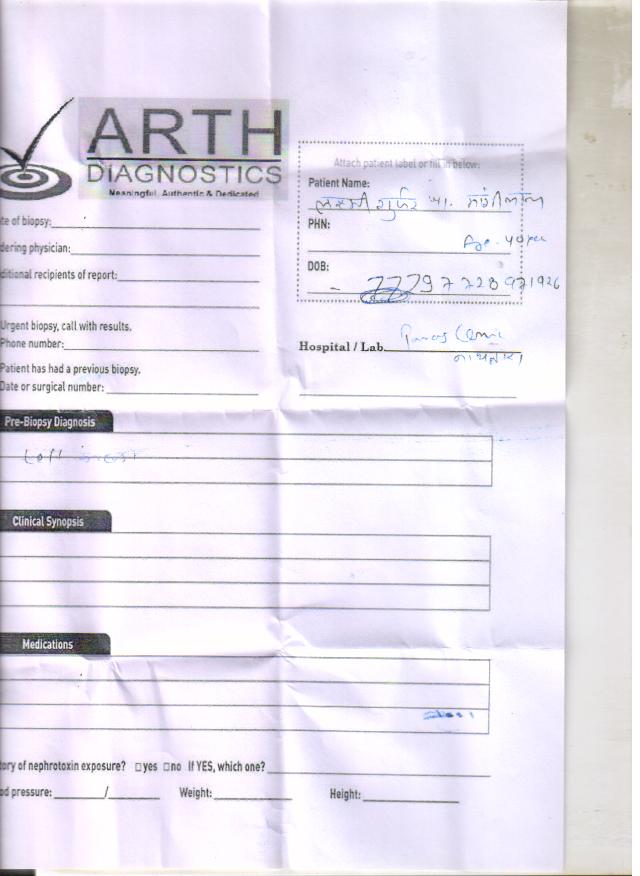 ARTH
DiAGNOSTICS
Meaningful, Authentic & Dedicated
Attach patient label or fill in below:
Patient Name:
PHN:
Age - 40
DOB:
te of biopsy:
dering physician:
ditional recipients of report:
Urgent biopsy, call with results.
Phone number:
Hospital / Lab
Patient has had a previous biopsy.
Date or surgical number:
Pre-Biopsy Diagnosis
Left breast
Clinical Synopsis
Medications
ory of nephrotoxin exposure? □yes □no If YES, which one?
od pressure: / Weight: Height: